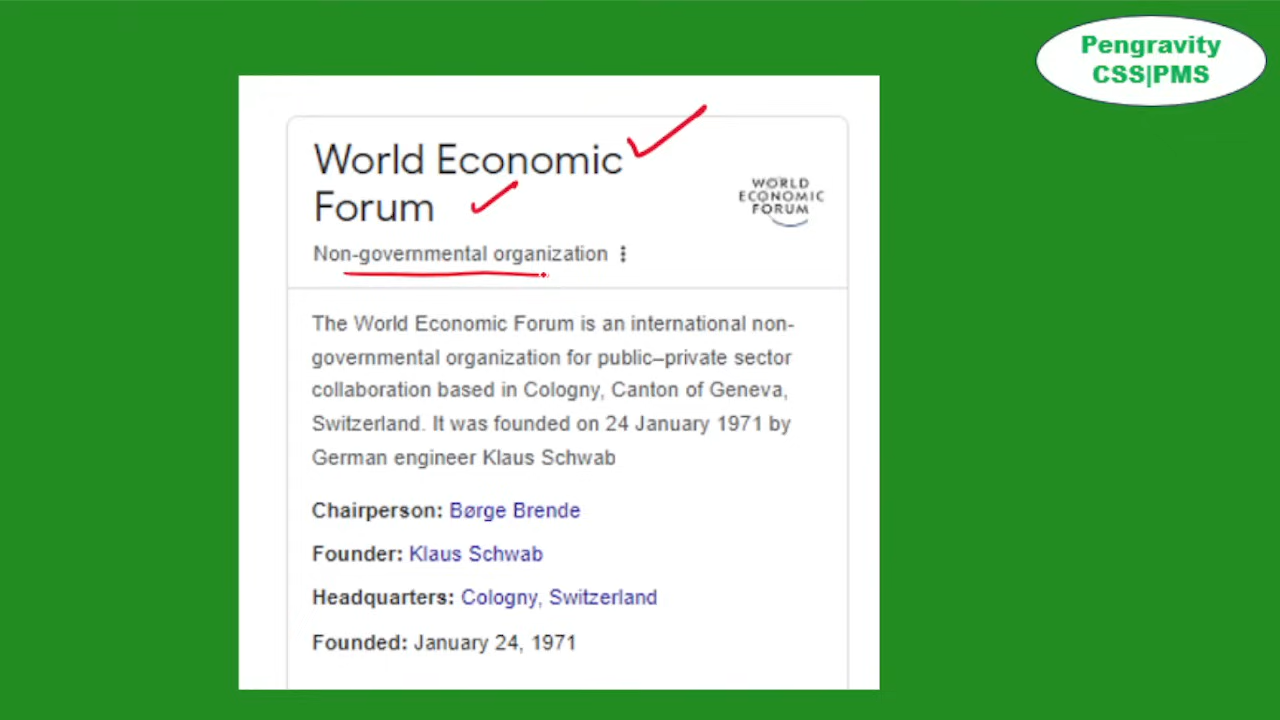 Pengravity
CSS|PMS
World Economic
Forum
WORLD
ECONOMIC
FORUM
Non-governmental organization
The World Economic Forum is an international non-
governmental organization for public–private sector
collaboration based in Cologny, Canton of Geneva,
Switzerland. It was founded on 24 January 1971 by
German engineer Klaus Schwab
Chairperson: Børge Brende
Founder: Klaus Schwab
Headquarters: Cologny, Switzerland
Founded: January 24, 1971